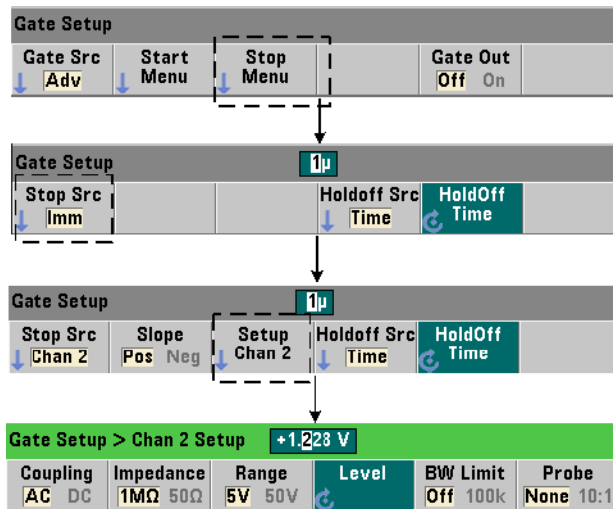 Gate Setup
Gate Src Start Stop Gate Out
Adv Menu Menu Off On
Gate Setup 1µ
Stop Src Holdoff Src HoldOff
Imm Time Time
Gate Setup 1µ
Stop Src Slope Setup Holdoff Src HoldOff
Chan 2 Pos Neg Chan 2 Time Time
Gate Setup > Chan 2 Setup +1.228 V
Coupling Impedance Range Level BW Limit Probe
AC DC 1MΩ 50Ω 5V 50V Off 100k None 10:1